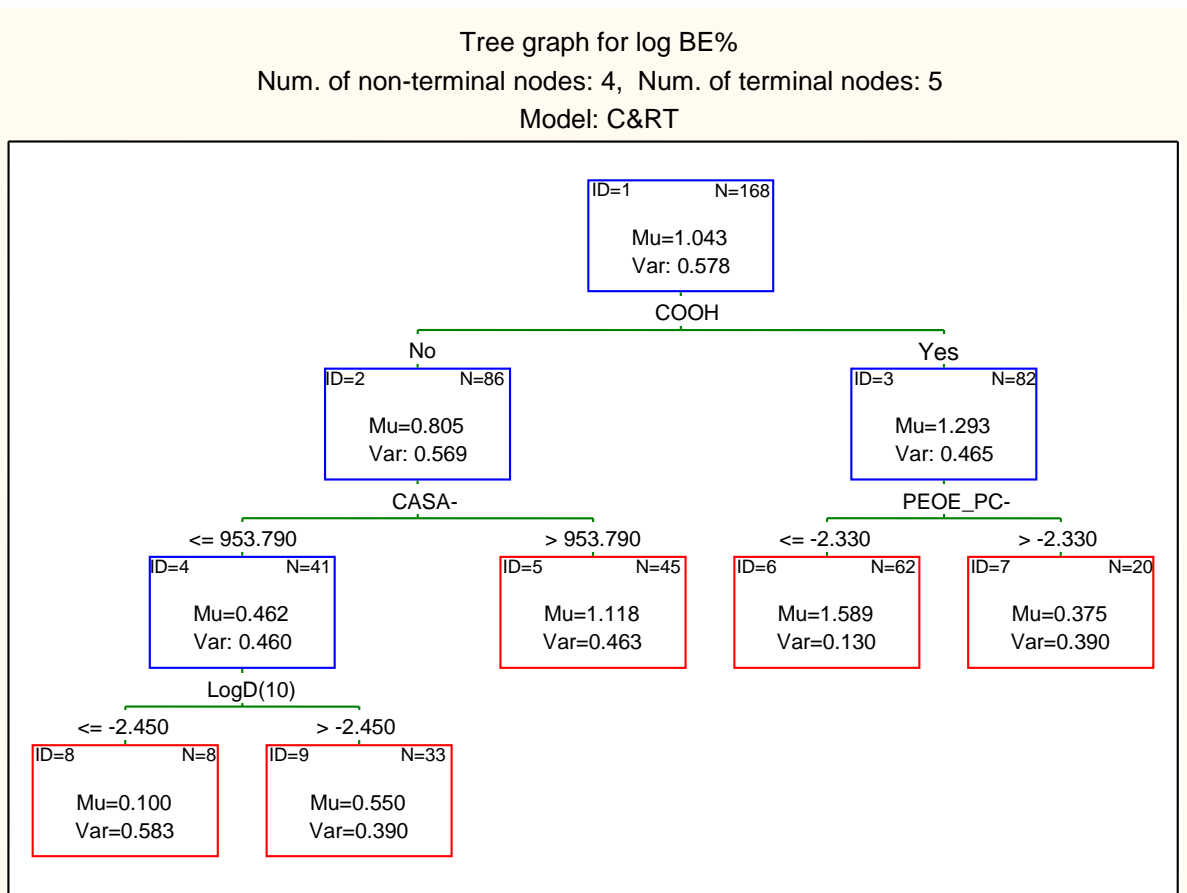 Tree graph for log BE%
Num. of non-terminal nodes: 4,  Num. of terminal nodes: 5
Model: C&RT
ID=1 N=168
Mu=1.043
Var: 0.578
COOH
No Yes
ID=2 N=86 ID=3 N=82
Mu=0.805 Mu=1.293
Var: 0.569 Var: 0.465
CASA- PEOE_PC-
<= 953.790 > 953.790 <= -2.330 > -2.330
ID=4 N=41 ID=5 N=45 ID=6 N=62 ID=7 N=20
Mu=0.462 Mu=1.118 Mu=1.589 Mu=0.375
Var: 0.460 Var=0.463 Var=0.130 Var=0.390
LogD(10)
<= -2.450 > -2.450
ID=8 N=8 ID=9 N=33
Mu=0.100 Mu=0.550
Var=0.583 Var=0.390